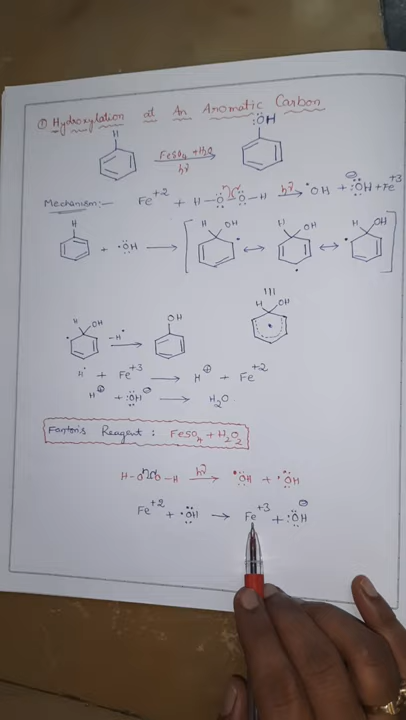 ① Hydroxylation at An Aromatic Carbon
H :ÖH
FeSO4 + H2O2
hν
Mechanism:- Fe+2 + H-O-O-H hν → •OH + :ÖH⊖ + Fe+3
H + •ÖH → [ H OH • ↔ H OH • ↔ H OH • ]
|||
H OH •
H OH • -H• → OH
H• + Fe+3 → H⊕ + Fe+2
H⊕ + :ÖH⊖ → H2O.
Fanton's Reagent : FeSO4 + H2O2
H-O-O-H hν → •ÖH + •ÖH
Fe+2 + •ÖH → Fe+3 + :ÖH⊖